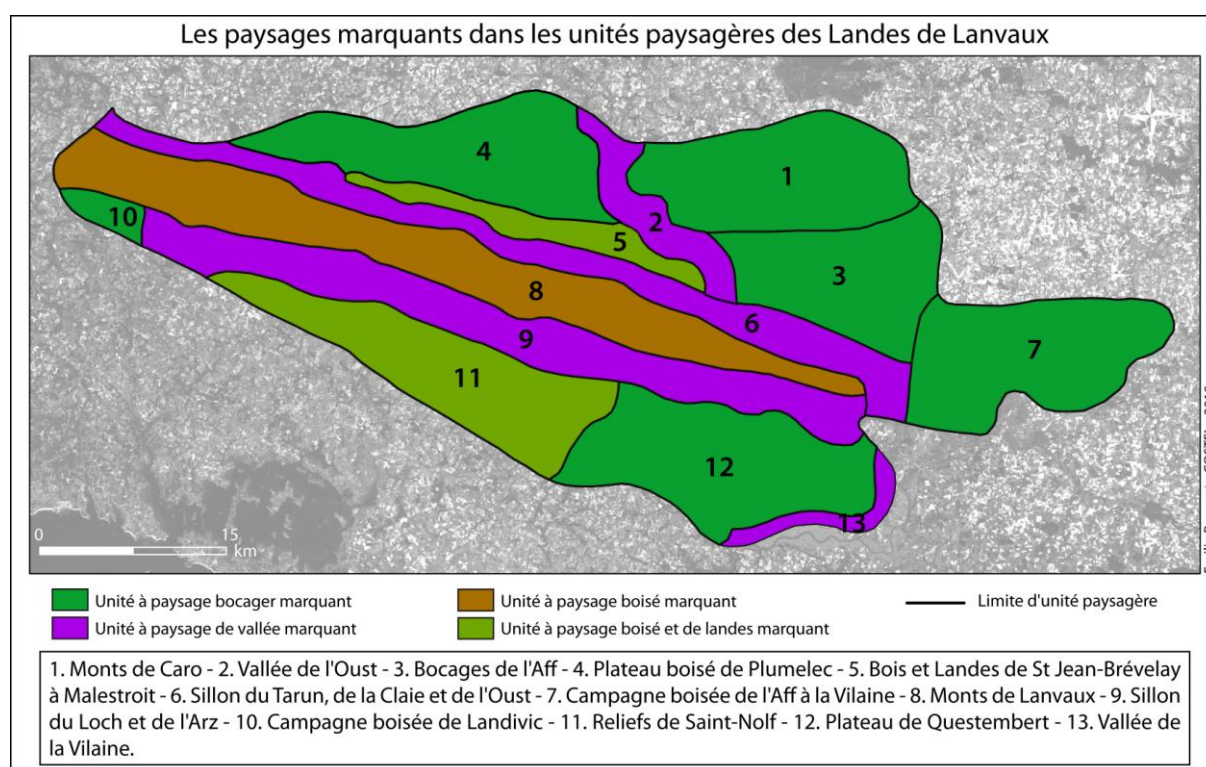 Les paysages marquants dans les unités paysagères des Landes de Lanvaux
N
W
4
1
2
10
5
3
8
6
7
9
11
12
13
0 15
km
Unité à paysage bocager marquant
Unité à paysage boisé marquant
Limite d'unité paysagère
Unité à paysage de vallée marquant
Unité à paysage boisé et de landes marquant
1. Monts de Caro - 2. Vallée de l'Oust - 3. Bocages de l'Aff - 4. Plateau boisé de Plumelec - 5. Bois et Landes de St Jean-Brévelay
à Malestroit - 6. Sillon du Tarun, de la Claie et de l'Oust - 7. Campagne boisée de l'Aff à la Vilaine - 8. Monts de Lanvaux - 9. Sillon
du Loch et de l'Arz - 10. Campagne boisée de Landivic - 11. Reliefs de Saint-Nolf - 12. Plateau de Questembert - 13. Vallée de
la Vilaine.